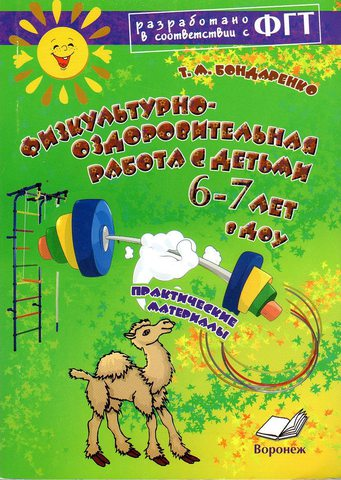 разработано
в соответствии с ФГТ
Т. М. БОНДАРЕНКО
ФИЗКУЛЬТУРНО-
ОЗДОРОВИТЕЛЬНАЯ
РАБОТА С ДЕТЬМИ
6–7 ЛЕТ
В ДОУ
ПРАКТИЧЕСКИЕ
МАТЕРИАЛЫ
Воронеж